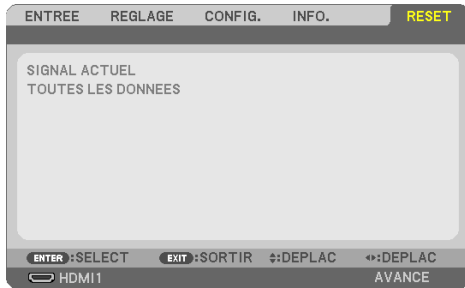 ENTREE REGLAGE CONFIG. INFO. RESET
SIGNAL ACTUEL
TOUTES LES DONNEES
ENTER :SELECT EXIT :SORTIR :DEPLAC :DEPLAC
HDMI1 AVANCE